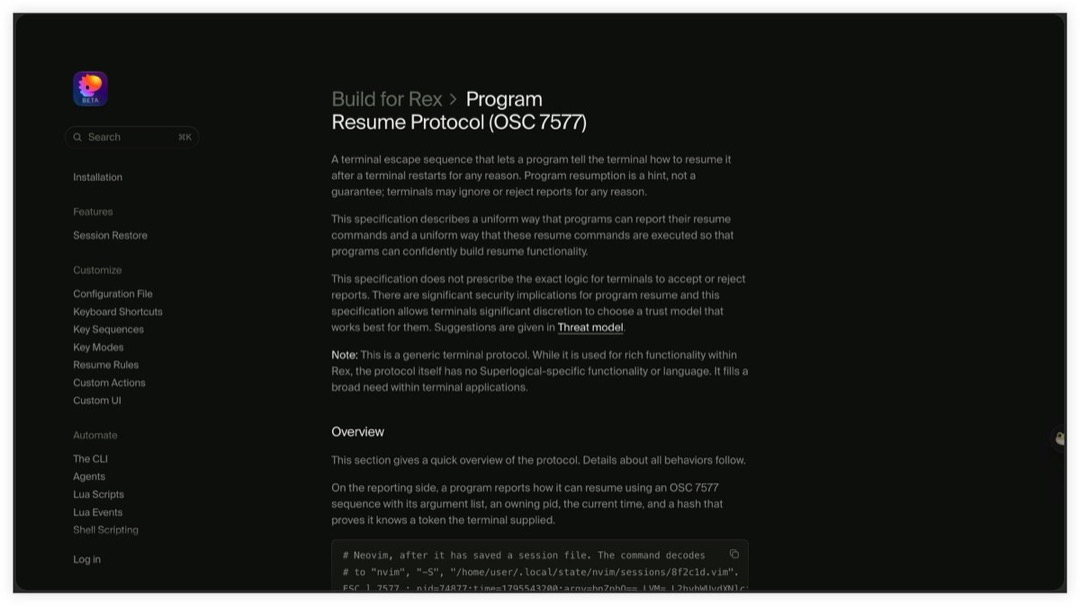 BETA
Search ⌘K
Installation
Features
Session Restore
Customize
Configuration File
Keyboard Shortcuts
Key Sequences
Key Modes
Resume Rules
Custom Actions
Custom UI
Automate
The CLI
Agents
Lua Scripts
Lua Events
Shell Scripting
Log in
Build for Rex > Program
Resume Protocol (OSC 7577)
A terminal escape sequence that lets a program tell the terminal how to resume it
after a terminal restarts for any reason. Program resumption is a hint, not a
guarantee; terminals may ignore or reject reports for any reason.
This specification describes a uniform way that programs can report their resume
commands and a uniform way that these resume commands are executed so that
programs can confidently build resume functionality.
This specification does not prescribe the exact logic for terminals to accept or reject
reports. There are significant security implications for program resume and this
specification allows terminals significant discretion to choose a trust model that
works best for them. Suggestions are given in Threat model.
Note: This is a generic terminal protocol. While it is used for rich functionality within
Rex, the protocol itself has no Superlogical-specific functionality or language. It fills a
broad need within terminal applications.
Overview
This section gives a quick overview of the protocol. Details about all behaviors follow.
On the reporting side, a program reports how it can resume using an OSC 7577
sequence with its argument list, an owning pid, the current time, and a hash that
proves it knows a token the terminal supplied.
# Neovim, after it has saved a session file. The command decodes
# to "nvim", "-S", "/home/user/.local/state/nvim/sessions/8f2c1d.vim".